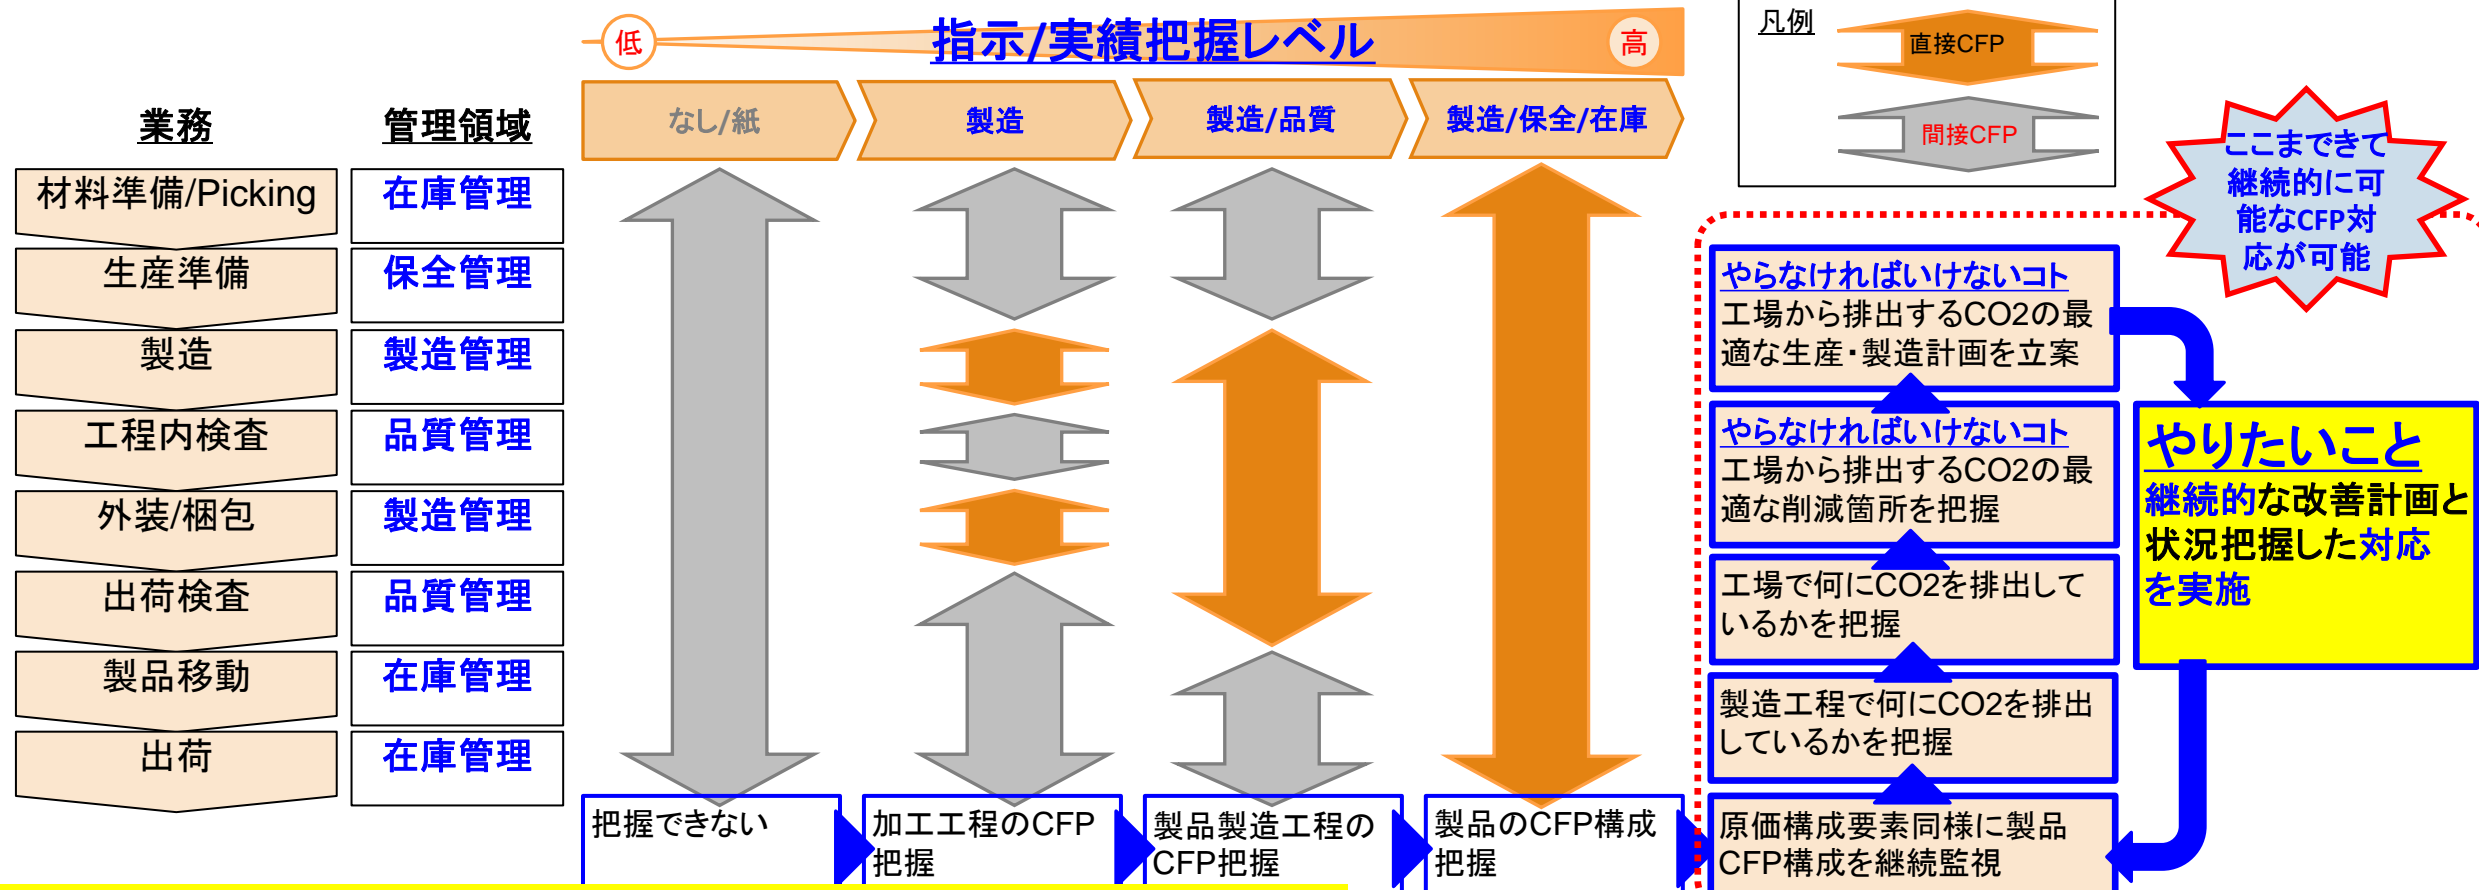 指示/実績把握レベル
低
高
凡例
直接CFP
間接CFP
業務
管理領域
なし/紙
製造
製造/品質
製造/保全/在庫
ここまできて
継続的に可
能なCFP対
応が可能
材料準備/Picking
在庫管理
生産準備
保全管理
製造
製造管理
工程内検査
品質管理
外装/梱包
製造管理
出荷検査
品質管理
製品移動
在庫管理
出荷
在庫管理
把握できない
加工工程のCFP
把握
製品製造工程の
CFP把握
製品のCFP構成
把握
やらなければいけないコト
工場から排出するCO2の最
適な生産・製造計画を立案
やらなければいけないコト
工場から排出するCO2の最
適な削減箇所を把握
工場で何にCO2を排出して
いるかを把握
製造工程で何にCO2を排出
しているかを把握
原価構成要素同様に製品
CFP構成を継続監視
やりたいこと
継続的な改善計画と
状況把握した対応
を実施